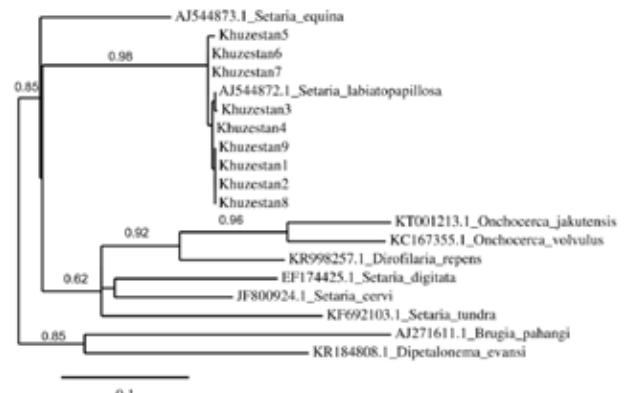 AJ544873.1_Setaria_equina
Khuzestan5
0.98
Khuzestan6
Khuzestan7
0.85
AJ544872.1_Setaria_labiatopapillosa
Khuzestan3
Khuzestan4
Khuzestan9
Khuzestan1
Khuzestan2
Khuzestan8
0.96
KT001213.1_Onchocerca_jakutensis
0.92
KC167355.1_Onchocerca_volvulus
KR998257.1_Dirofilaria_repens
0.62
EF174425.1_Setaria_digitata
JF800924.1_Setaria_cervi
KF692103.1_Setaria_tundra
0.85
AJ271611.1_Brugia_pahangi
KR184808.1_Dipetalonema_evansi